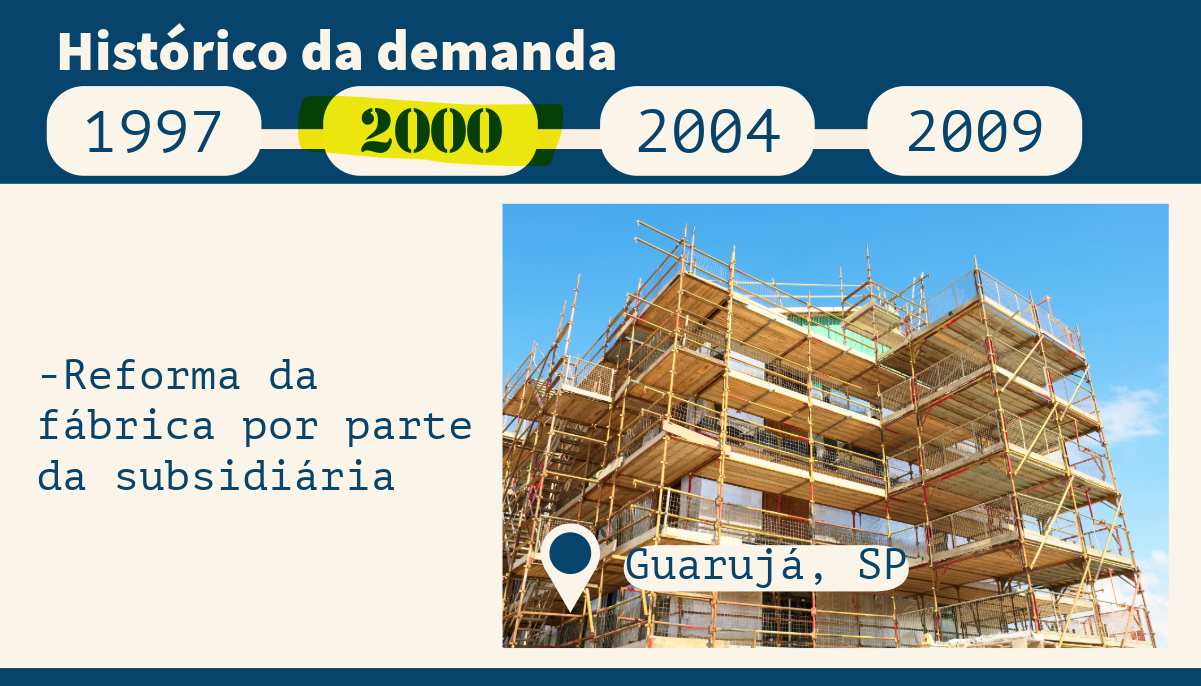 Histórico da demanda
1997 2000 2004 2009
-Reforma da
fábrica por parte
da subsidiária
Guarujá, SP